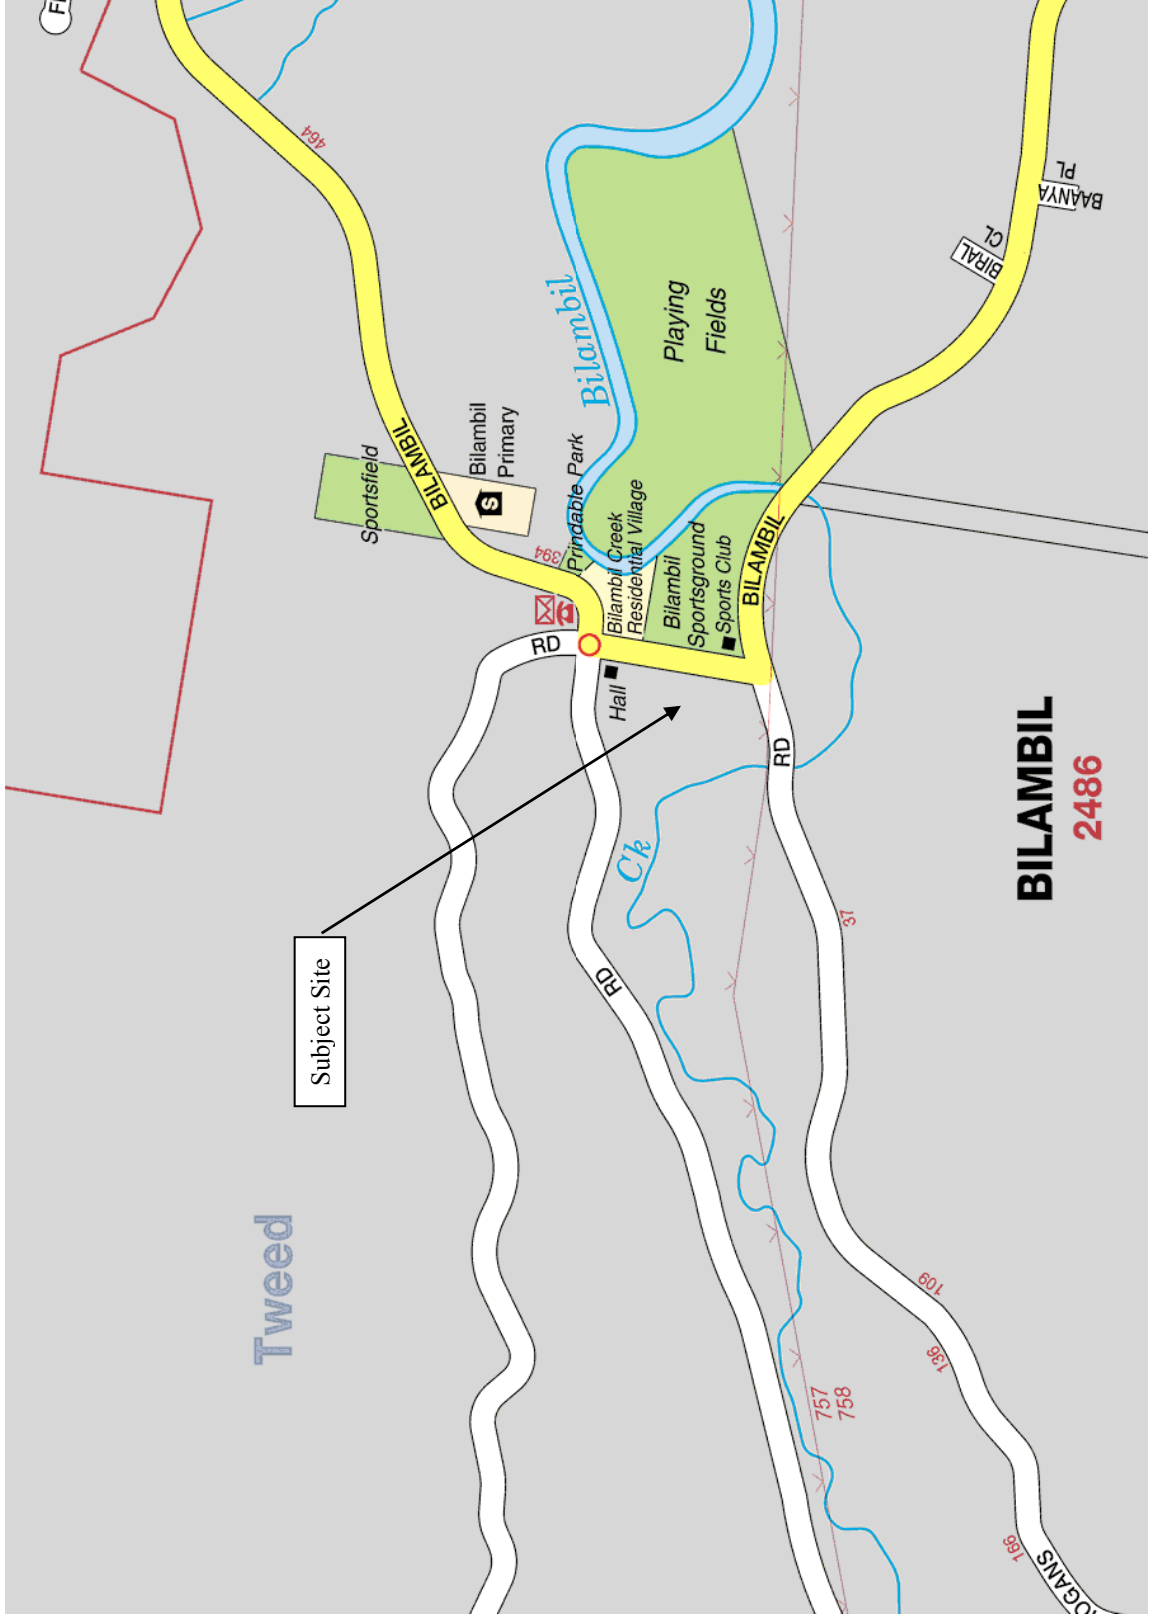 464
BAANYA
PL
BIRAL
CL
Bilambil
Playing
Fields
Sportsfield
BILAMBIL
Bilambil
Primary
S
Prindable Park
394
Bilambil Creek
Residential Village
Bilambil
Sportsground
Sports Club
BILAMBIL
RD
Hall
RD
BILAMBIL
2486
Ck
37
RD
Subject Site
Tweed
109
136
757
758
166
OGANS